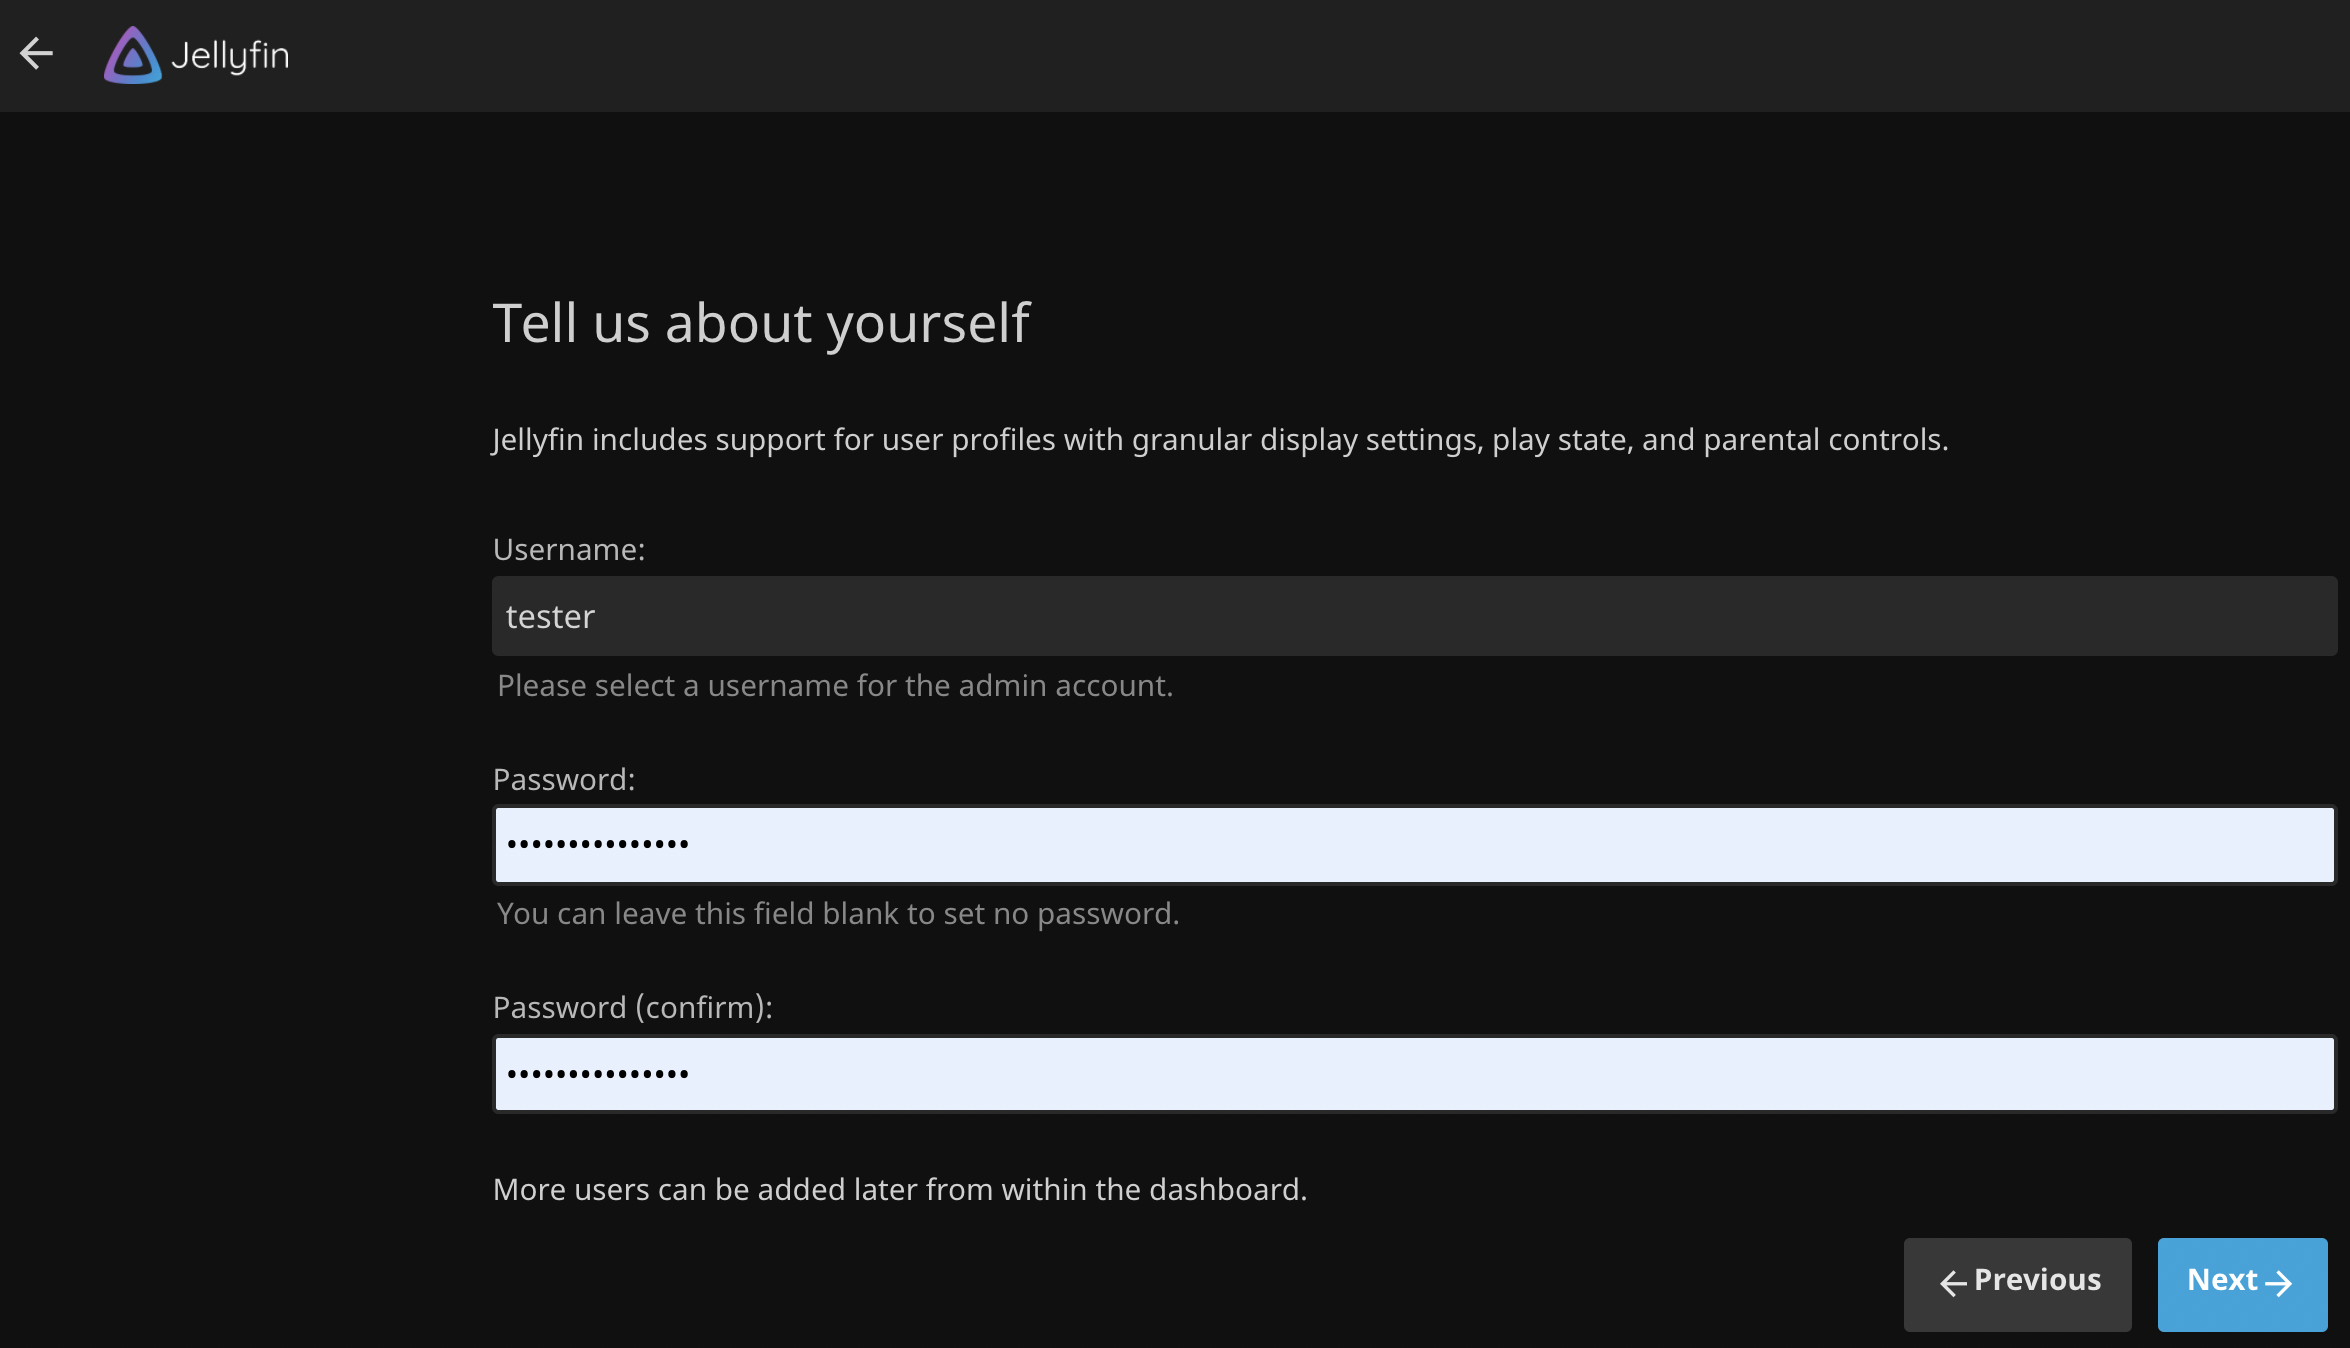 Jellyfin
Tell us about yourself
Jellyfin includes support for user profiles with granular display settings, play state, and parental controls.
Username:
tester
Please select a username for the admin account.
Password:
•••••••••••••••
You can leave this field blank to set no password.
Password (confirm):
•••••••••••••••
More users can be added later from within the dashboard.
Previous Next